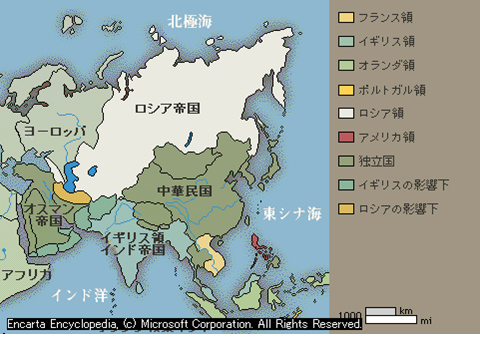 北極海
ロシア帝国
ヨーロッパ
中華民国
オスマン
帝国
東シナ海
イギリス領
インド帝国
アフリカ
インド洋
フランス領
イギリス領
オランダ領
ポルトガル領
ロシア領
アメリカ領
独立国
イギリスの影響下
ロシアの影響下
1000 km
mi
Encarta Encyclopedia, (c) Microsoft Corporation. All Rights Reserved.